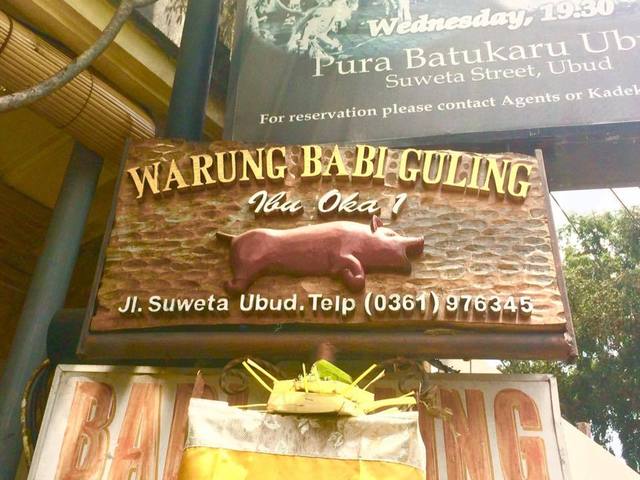 Wednesday, 19:30
Pura Batukaru Ub
Suweta Street, Ubud
For reservation please contact Agents or Kadek
WARUNG BABI GULING
Ibu Oka 1
Jl. Suweta Ubud. Telp (0361) 976345